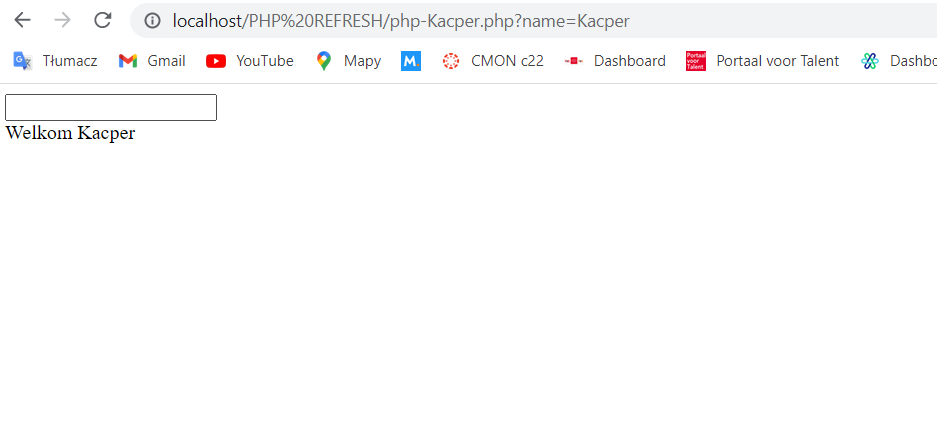 localhost/PHP%20REFRESH/php-Kacper.php?name=Kacper
Tłumacz Gmail YouTube Mapy M CMON c22 Dashboard Portaal voor Talent Portaal voor Talent Dashbo
Welkom Kacper